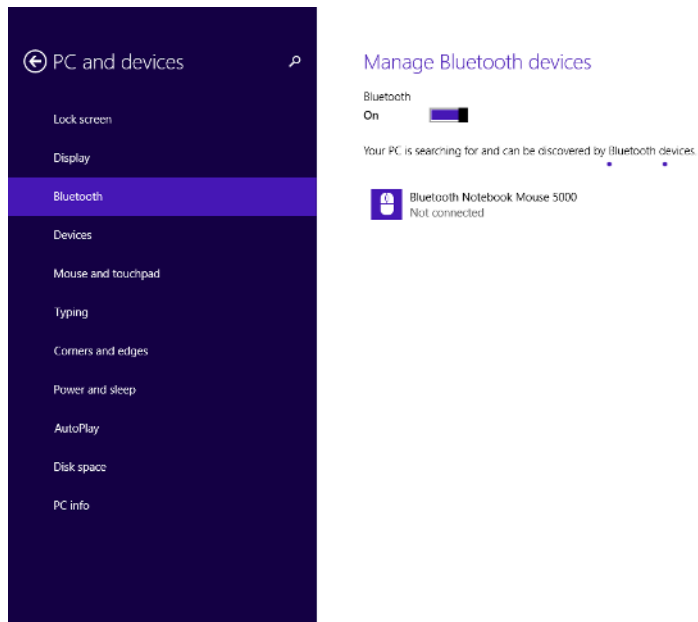 PC and devices
Lock screen
Display
Bluetooth
Devices
Mouse and touchpad
Typing
Corners and edges
Power and sleep
AutoPlay
Disk space
PC info
Manage Bluetooth devices
Bluetooth
On
Your PC is searching for and can be discovered by Bluetooth devices.
Bluetooth Notebook Mouse 5000
Not connected